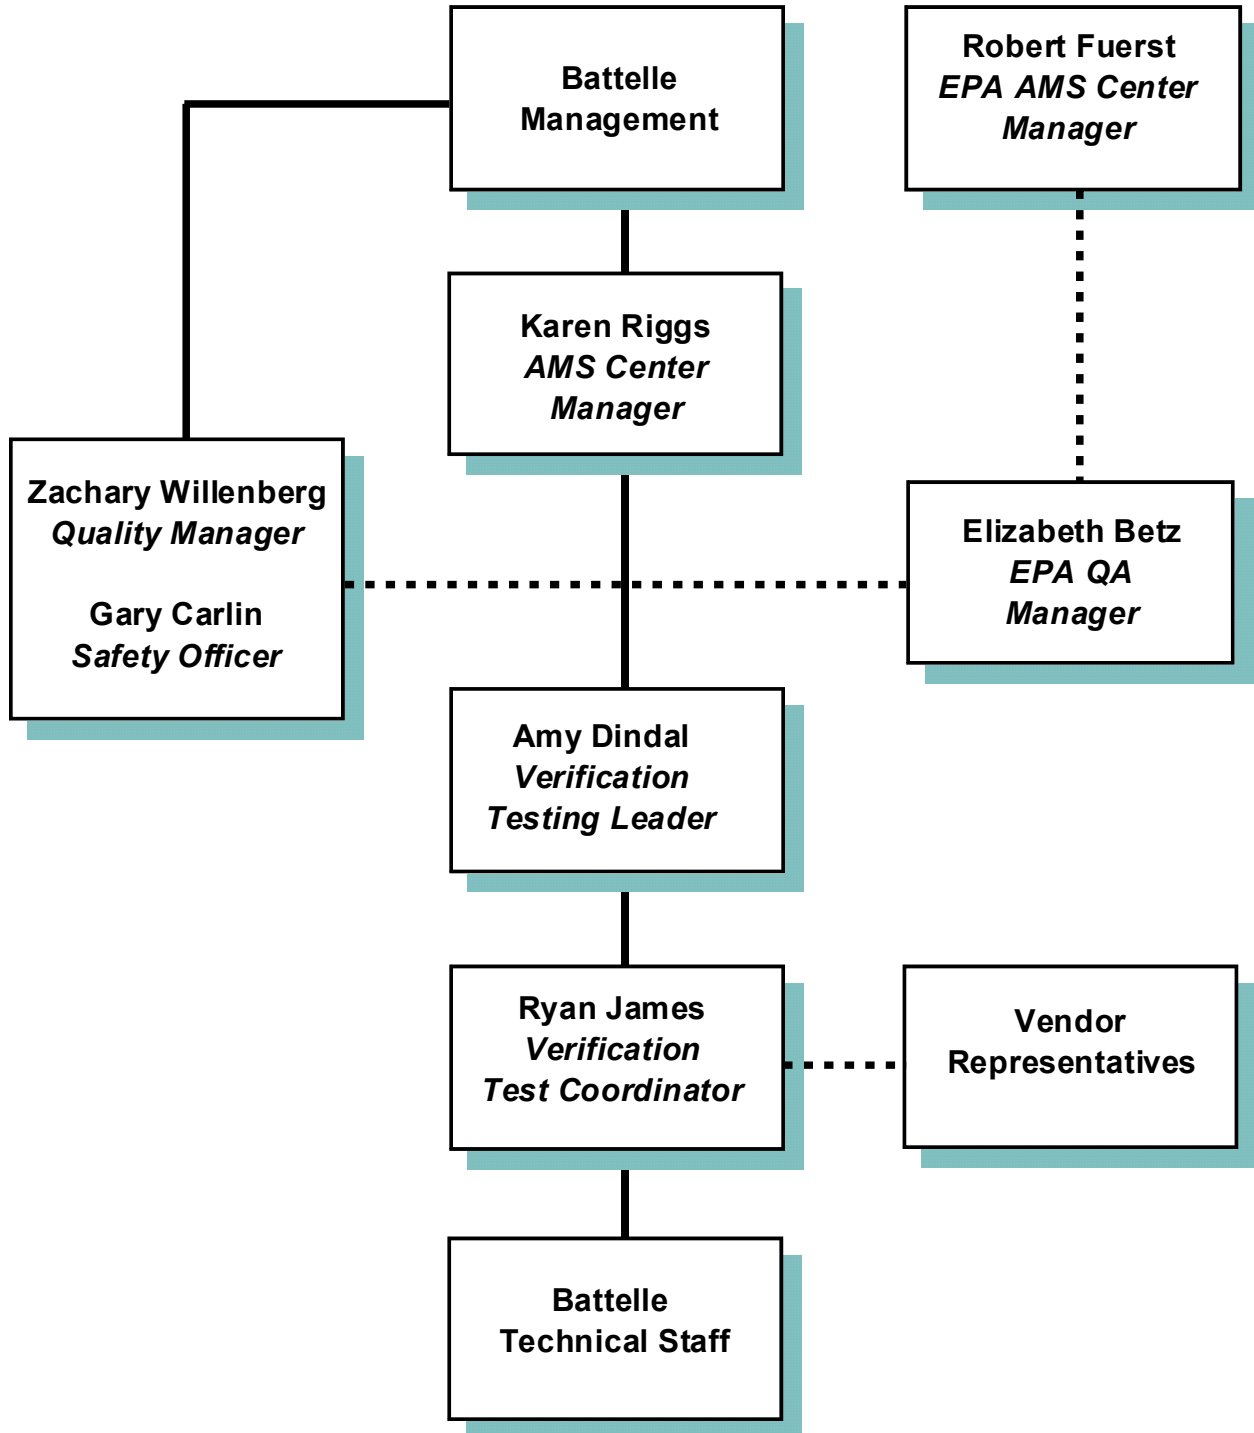 Battelle
Management
Robert Fuerst
EPA AMS Center
Manager
Karen Riggs
AMS Center
Manager
Zachary Willenberg
Quality Manager
Gary Carlin
Safety Officer
Elizabeth Betz
EPA QA
Manager
Amy Dindal
Verification
Testing Leader
Ryan James
Verification
Test Coordinator
Vendor
Representatives
Battelle
Technical Staff